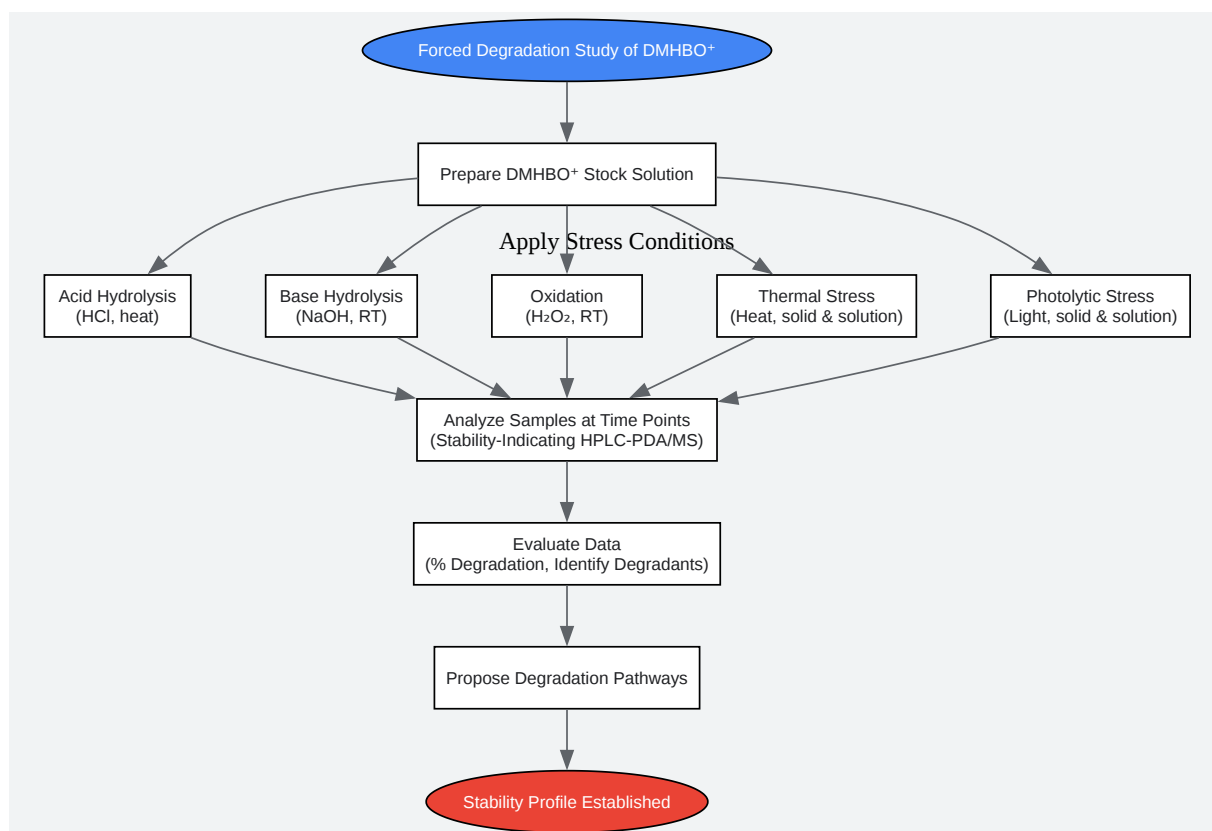 Forced Degradation Study of DMHBO⁺
Prepare DMHBO⁺ Stock Solution
Apply Stress Conditions
Acid Hydrolysis
(HCl, heat)
Base Hydrolysis
(NaOH, RT)
Oxidation
(H₂O₂, RT)
Thermal Stress
(Heat, solid & solution)
Photolytic Stress
(Light, solid & solution)
Analyze Samples at Time Points
(Stability-Indicating HPLC-PDA/MS)
Evaluate Data
(% Degradation, Identify Degradants)
Propose Degradation Pathways
Stability Profile Established